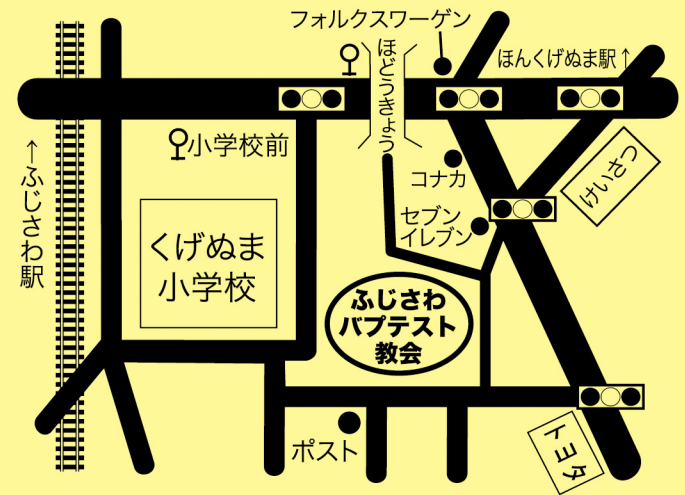 フォルクスワーゲン
ほどうきょう
ほんくげぬま駅↑
小学校前
↑ふじさわ駅
コナカ
けいさつ
セブン
イレブン
くげぬま
小学校
ふじさわ
バプテスト
教会
ポスト
トヨタ